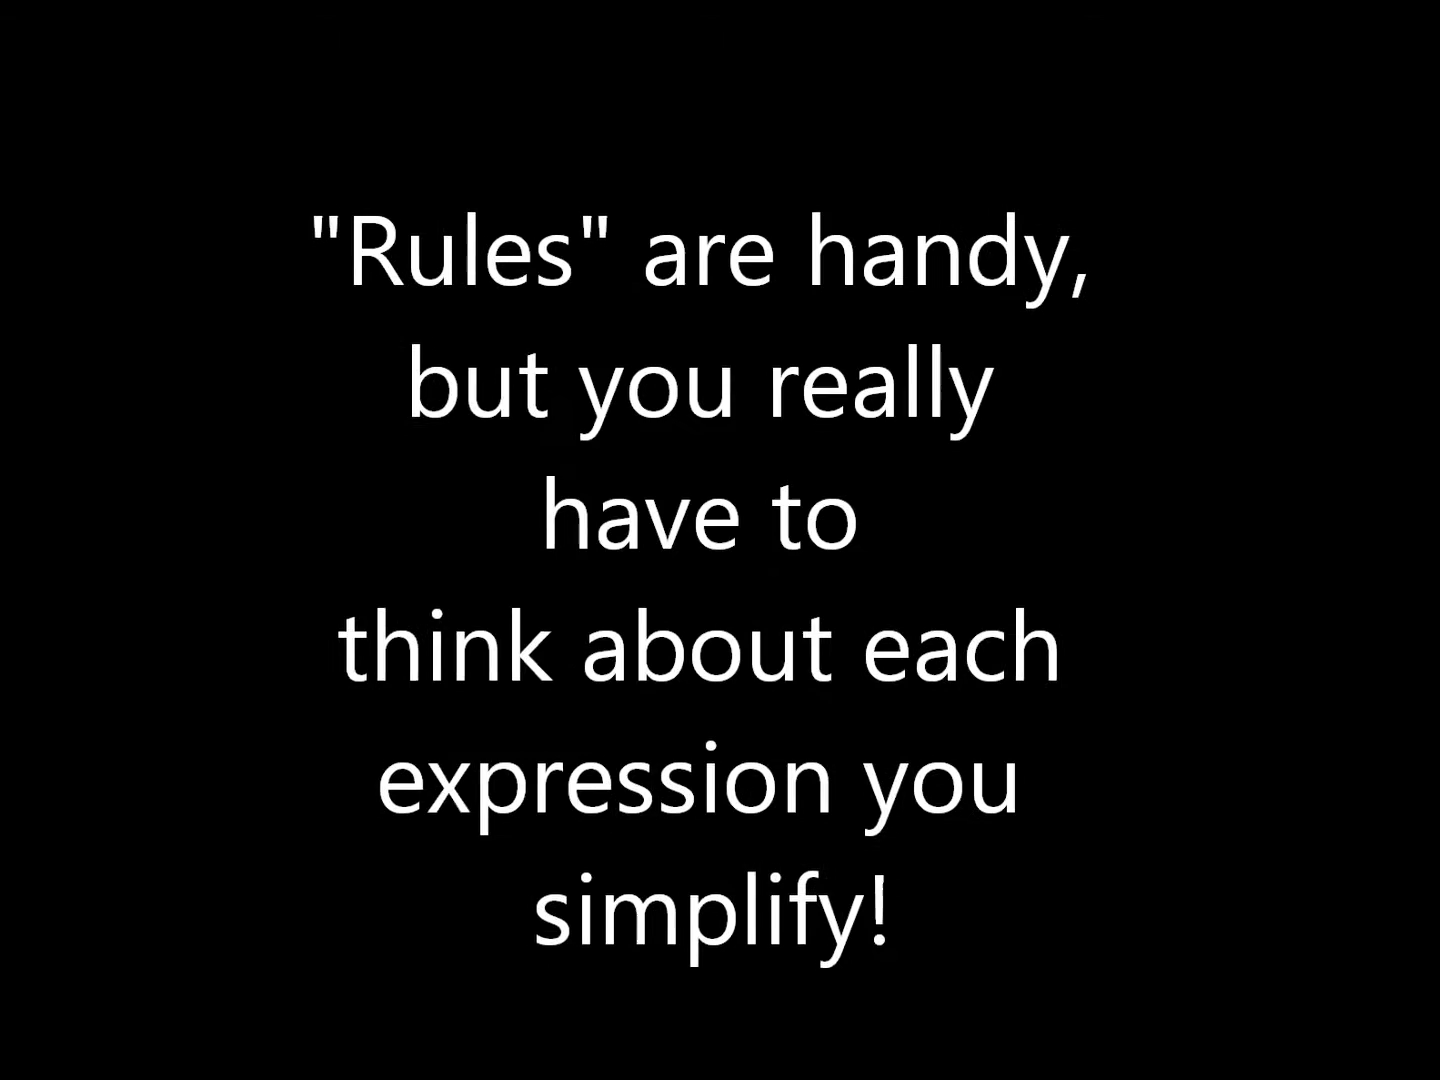 "Rules" are handy,
but you really
have to
think about each
expression you
simplify!